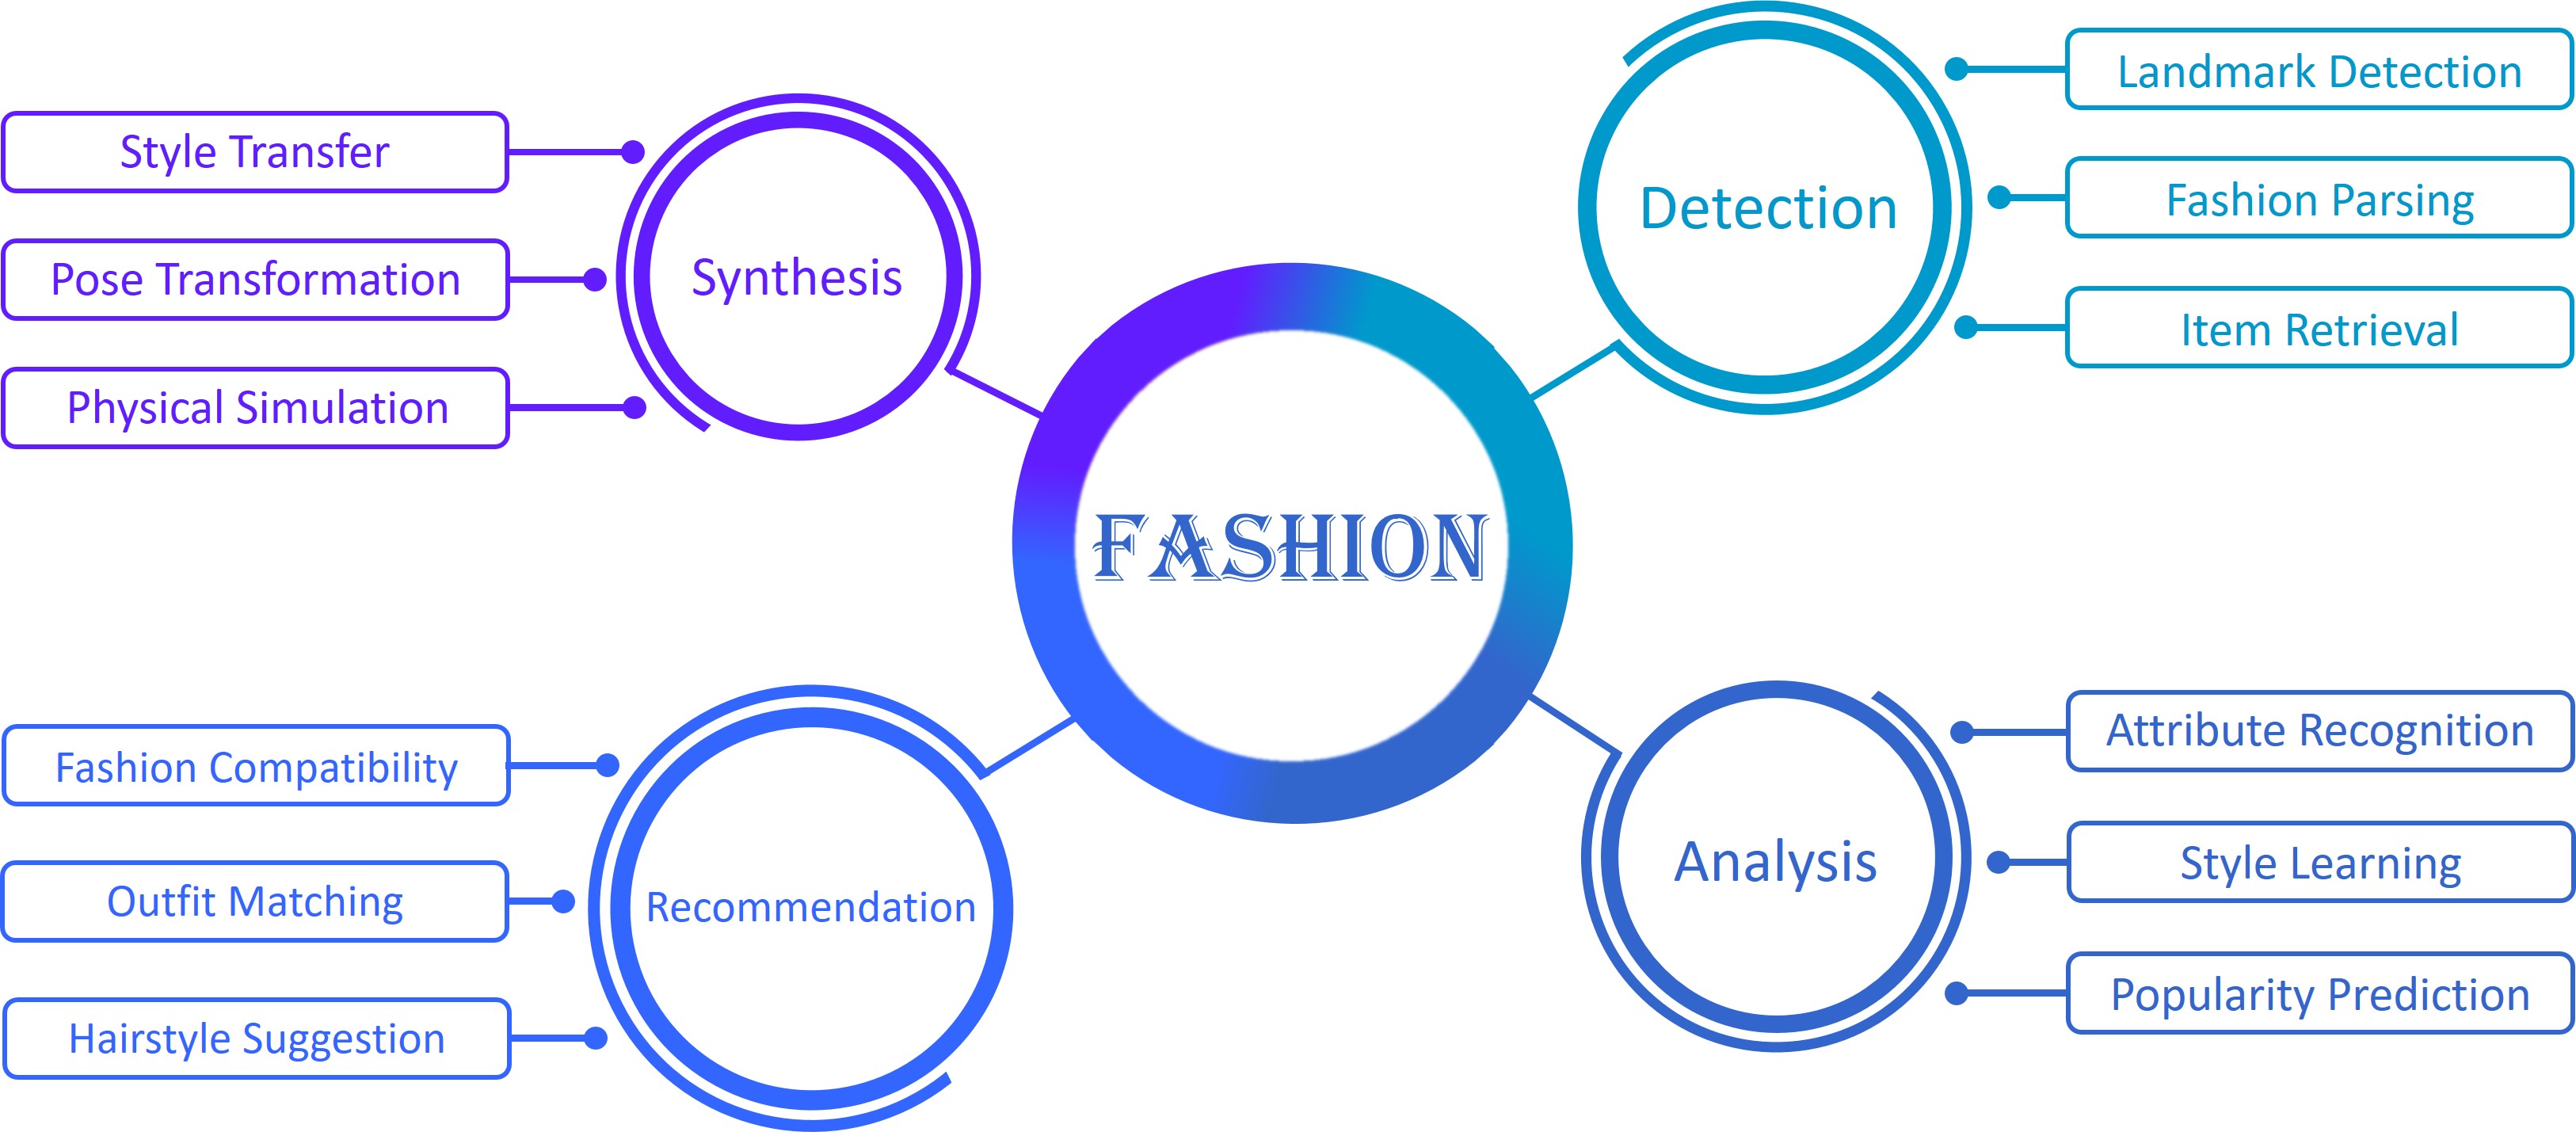 Style Transfer
Pose Transformation
Physical Simulation
Synthesis
Detection
Landmark Detection
Fashion Parsing
Item Retrieval
FASHION
Fashion Compatibility
Outfit Matching
Hairstyle Suggestion
Recommendation
Analysis
Attribute Recognition
Style Learning
Popularity Prediction